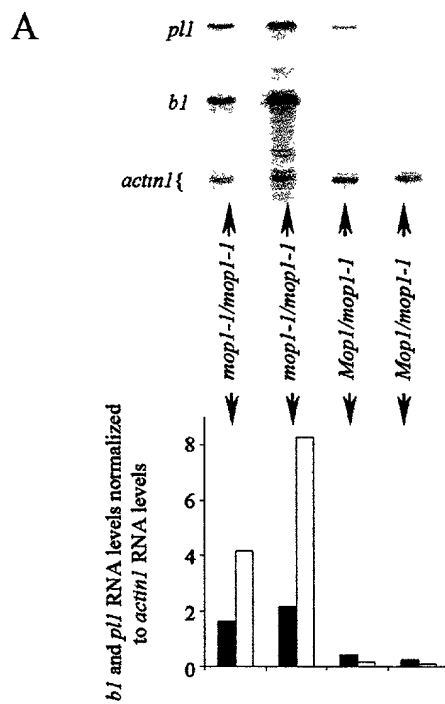 A
pl1
b1
actin1{
mop1-1/mop1-1
mop1-1/mop1-1
Mop1/mop1-1
Mop1/mop1-1
b1 and pl1 RNA levels normalized
to actin1 RNA levels
8
6
4
2
0